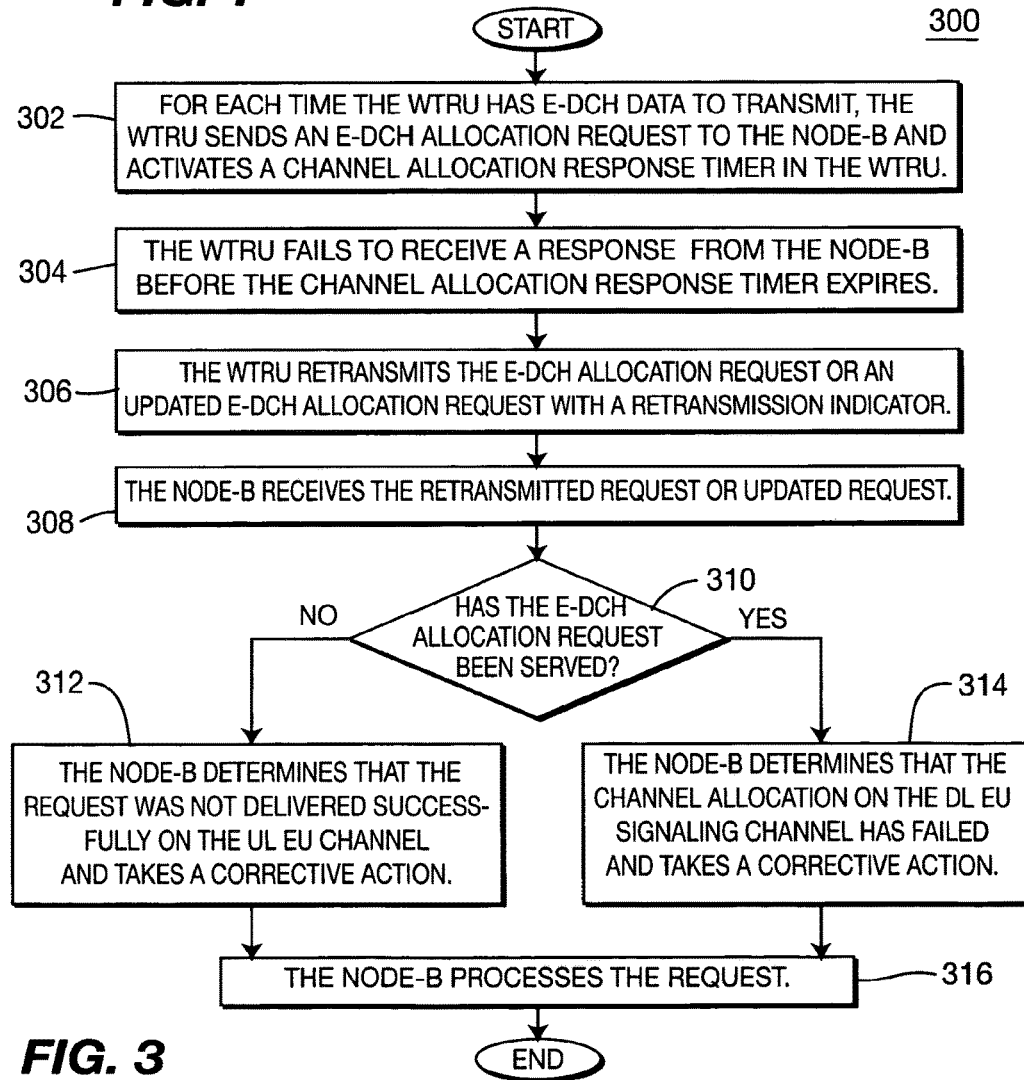 START
300
302
FOR EACH TIME THE WTRU HAS E-DCH DATA TO TRANSMIT, THE
WTRU SENDS AN E-DCH ALLOCATION REQUEST TO THE NODE-B AND
ACTIVATES A CHANNEL ALLOCATION RESPONSE TIMER IN THE WTRU.
304
THE WTRU FAILS TO RECEIVE A RESPONSE FROM THE NODE-B
BEFORE THE CHANNEL ALLOCATION RESPONSE TIMER EXPIRES.
306
THE WTRU RETRANSMITS THE E-DCH ALLOCATION REQUEST OR AN
UPDATED E-DCH ALLOCATION REQUEST WITH A RETRANSMISSION INDICATOR.
308
THE NODE-B RECEIVES THE RETRANSMITTED REQUEST OR UPDATED REQUEST.
310
HAS THE E-DCH
ALLOCATION REQUEST
BEEN SERVED?
NO
YES
312
THE NODE-B DETERMINES THAT THE
REQUEST WAS NOT DELIVERED SUCCESS-
FULLY ON THE UL EU CHANNEL
AND TAKES A CORRECTIVE ACTION.
314
THE NODE-B DETERMINES THAT THE
CHANNEL ALLOCATION ON THE DL EU
SIGNALING CHANNEL HAS FAILED
AND TAKES A CORRECTIVE ACTION.
THE NODE-B PROCESSES THE REQUEST.
316
FIG. 3
END